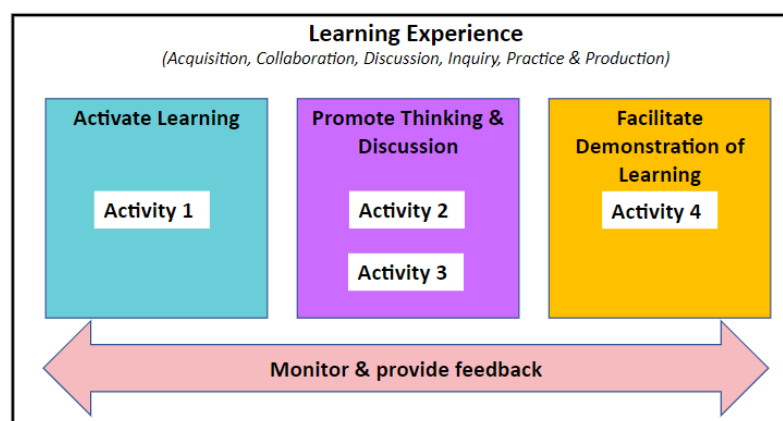 Learning Experience
(Acquisition, Collaboration, Discussion, Inquiry, Practice & Production)
Activate Learning
Activity 1
Promote Thinking &
Discussion
Activity 2
Activity 3
Facilitate
Demonstration of
Learning
Activity 4
Monitor & provide feedback